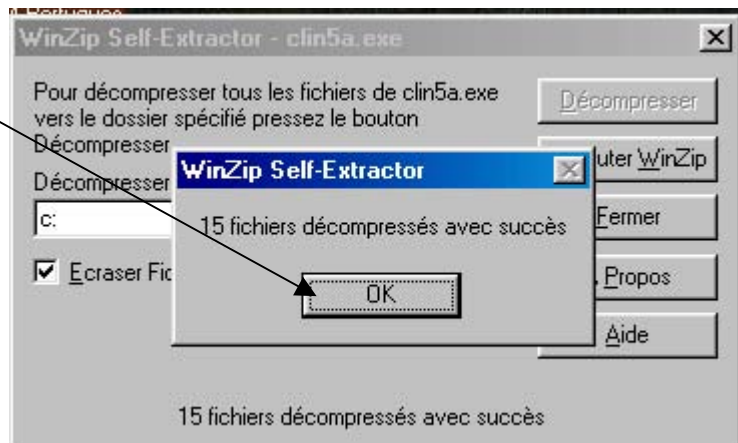 Portugues
WinZip Self-Extractor - clin5a.exe
Pour décompresser tous les fichiers de clin5a.exe
vers le dossier spécifié pressez le bouton
Décompresser
Décompresser
Décompresser
c:
Ecraser Fic
uter WinZip
Fermer
Propos
Aide
WinZip Self-Extractor
15 fichiers décompressés avec succès
OK
15 fichiers décompressés avec succès